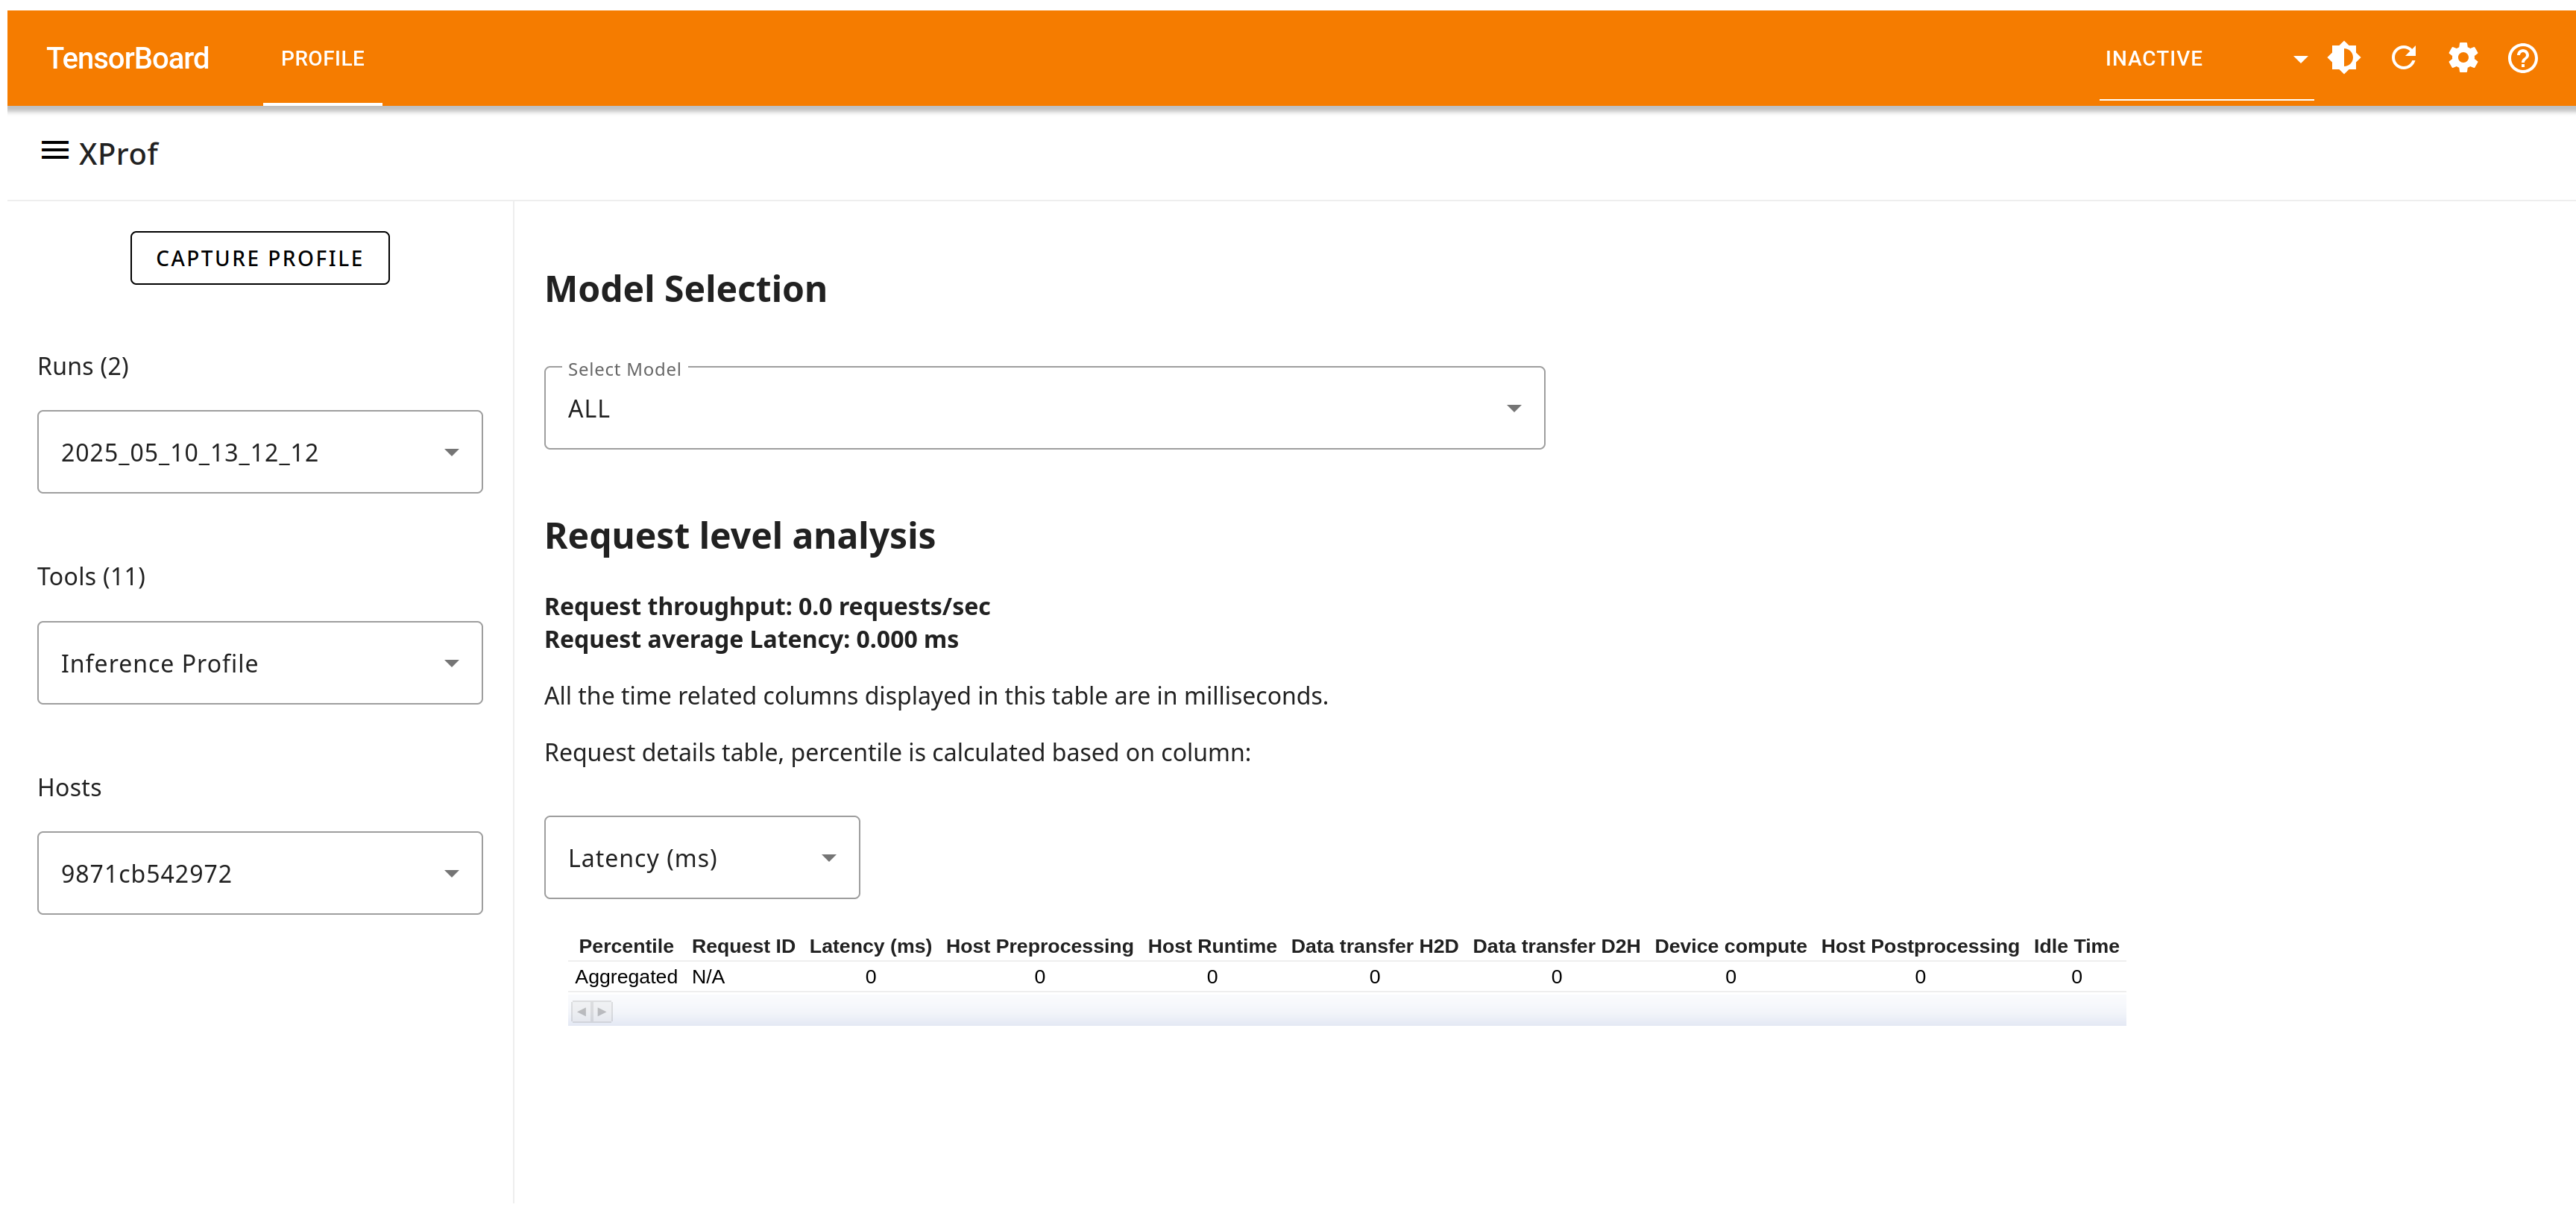 TensorBoard PROFILE INACTIVE
XProf
CAPTURE PROFILE
Runs (2)
2025_05_10_13_12_12
Tools (11)
Inference Profile
Hosts
9871cb542972
Model Selection
Select Model
ALL
Request level analysis
Request throughput: 0.0 requests/sec
Request average Latency: 0.000 ms
All the time related columns displayed in this table are in milliseconds.
Request details table, percentile is calculated based on column:
Latency (ms)
Percentile Request ID Latency (ms) Host Preprocessing Host Runtime Data transfer H2D Data transfer D2H Device compute Host Postprocessing Idle Time
Aggregated N/A 0 0 0 0 0 0 0 0